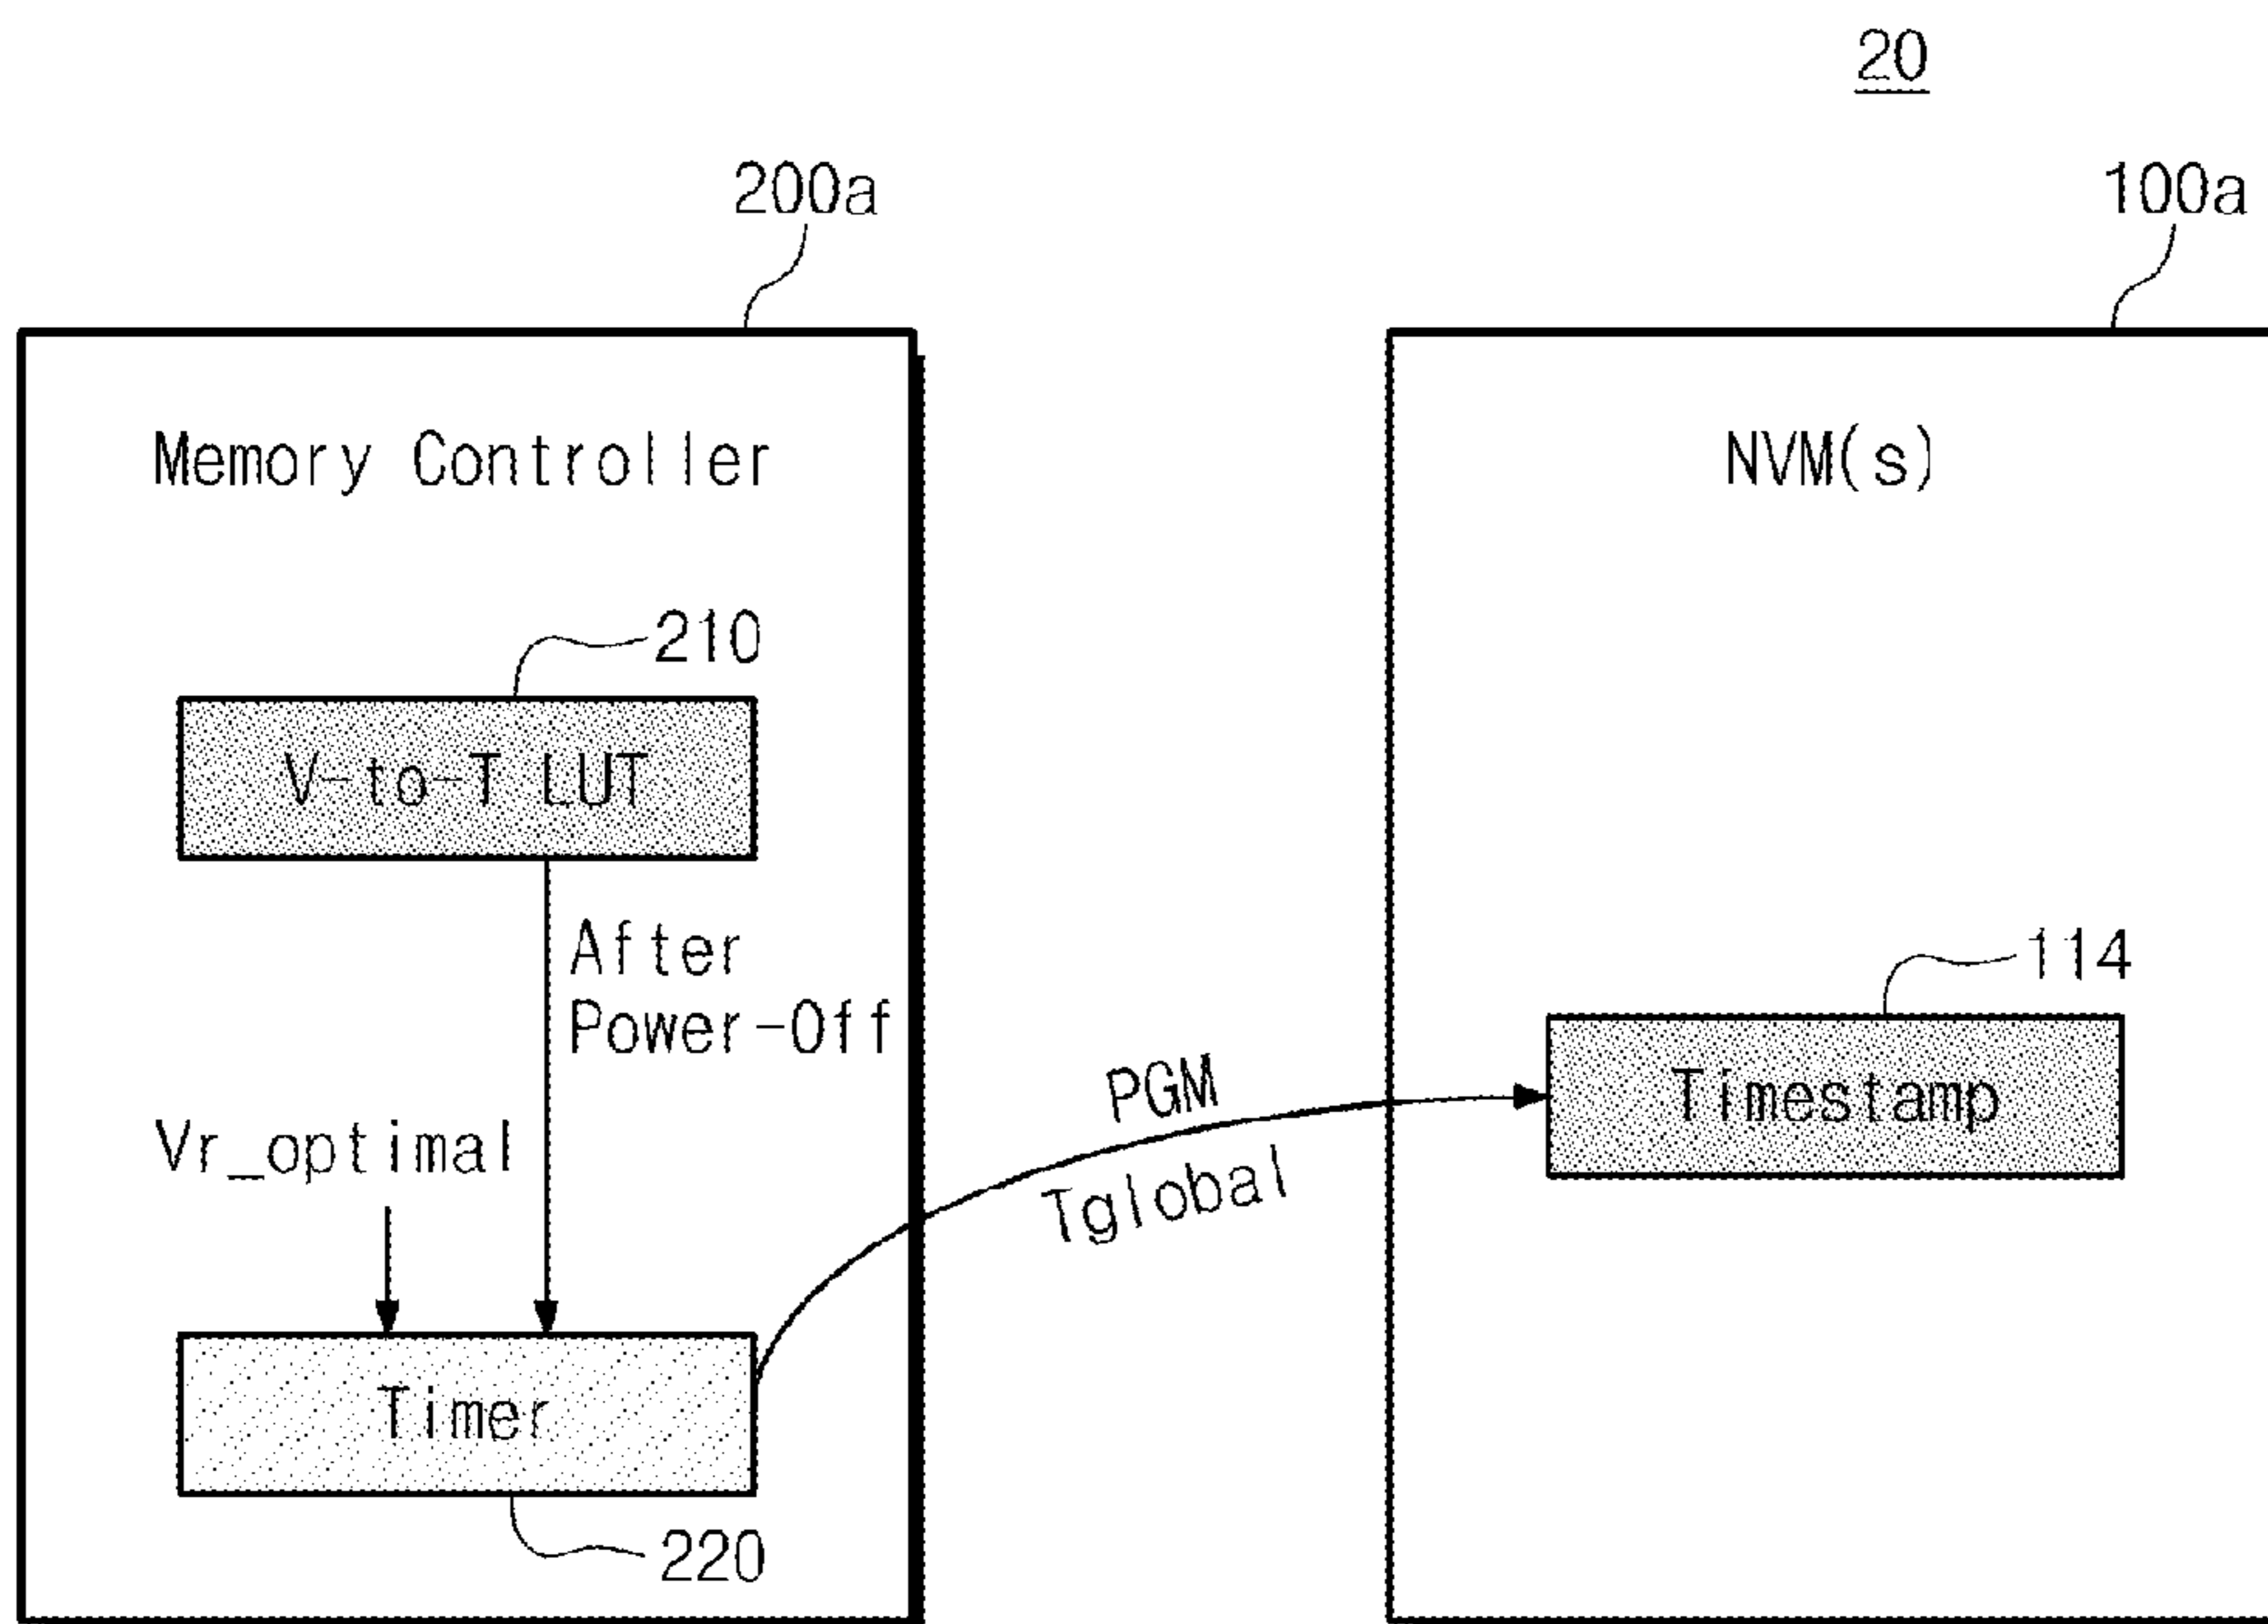 20
200a
100a
Memory Controller
NVM(s)
210
V-to-T LUT
After
Power-Off
114
Timestamp
PGM
Tglobal
Vr_optimal
Timer
220